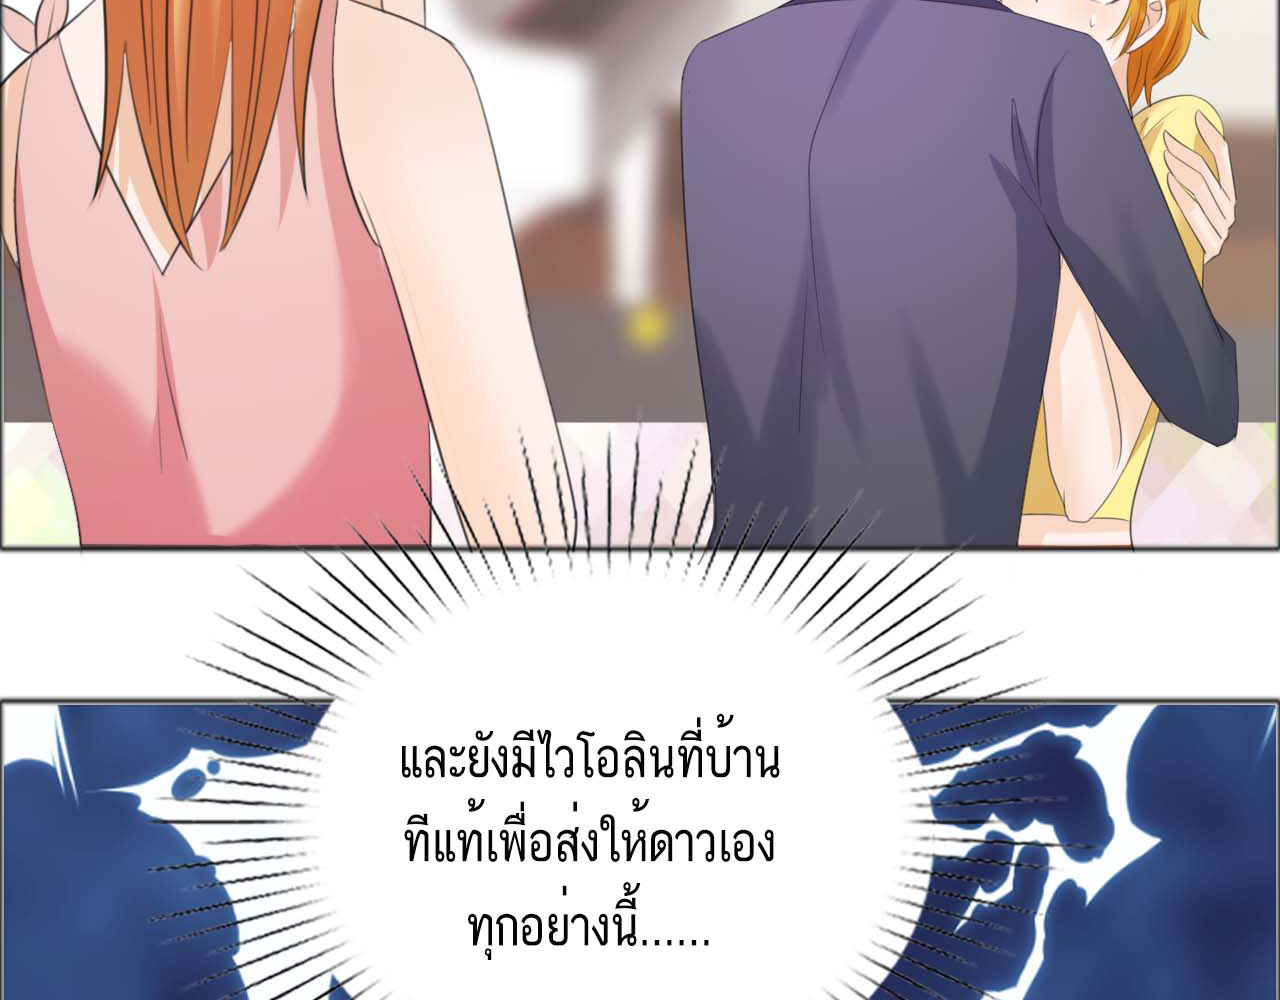 และยังมีไวโอลินที่บ้าน
ทีแท้เพื่อส่งให้ดาวเอง
ทุกอย่างนี้......